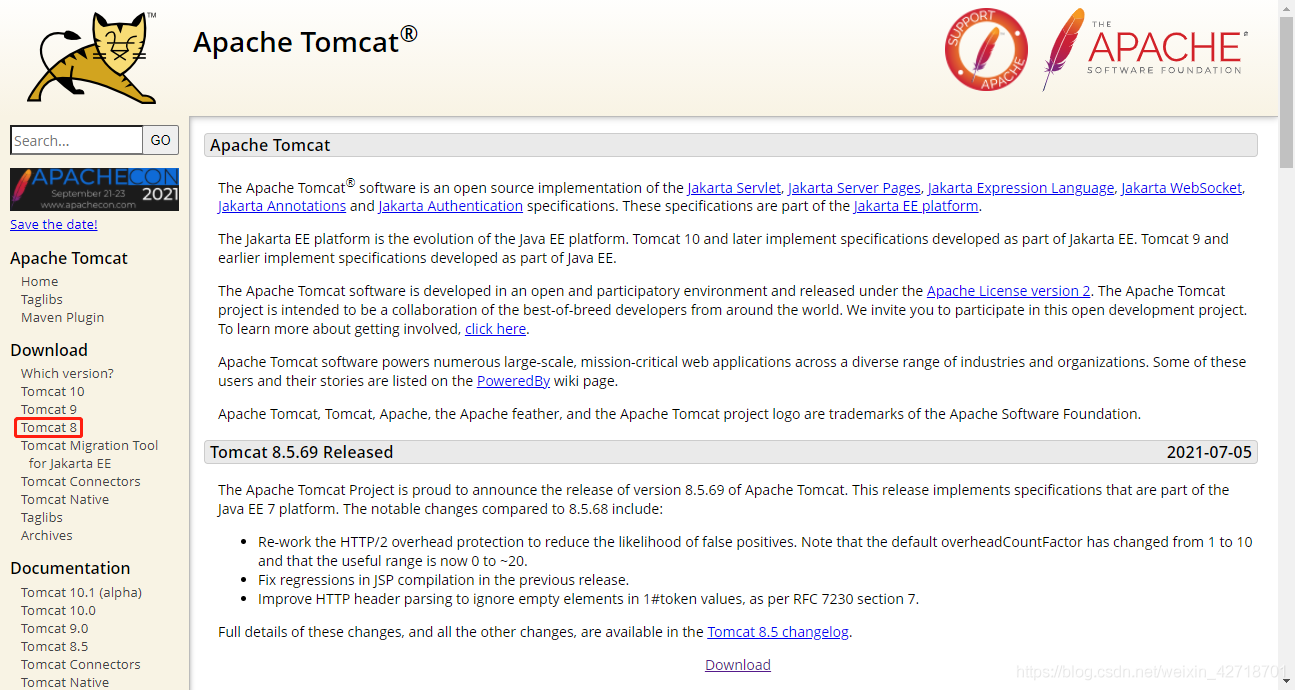 TM
Apache Tomcat®
SUPPORT APACHE
THE
APACHE
SOFTWARE FOUNDATION
Search...
GO
APACHECON
September 21-23
2021
www.apachecon.com
Save the date!
Apache Tomcat
Home
Taglibs
Maven Plugin
Download
Which version?
Tomcat 10
Tomcat 9
Tomcat 8
Tomcat Migration Tool
for Jakarta EE
Tomcat Connectors
Tomcat Native
Taglibs
Archives
Documentation
Tomcat 10.1 (alpha)
Tomcat 10.0
Tomcat 9.0
Tomcat 8.5
Tomcat Connectors
Tomcat Native
Apache Tomcat
The Apache Tomcat® software is an open source implementation of the Jakarta Servlet, Jakarta Server Pages, Jakarta Expression Language, Jakarta WebSocket,
Jakarta Annotations and Jakarta Authentication specifications. These specifications are part of the Jakarta EE platform.
The Jakarta EE platform is the evolution of the Java EE platform. Tomcat 10 and later implement specifications developed as part of Jakarta EE. Tomcat 9 and
earlier implement specifications developed as part of Java EE.
The Apache Tomcat software is developed in an open and participatory environment and released under the Apache License version 2. The Apache Tomcat
project is intended to be a collaboration of the best-of-breed developers from around the world. We invite you to participate in this open development project.
To learn more about getting involved, click here.
Apache Tomcat software powers numerous large-scale, mission-critical web applications across a diverse range of industries and organizations. Some of these
users and their stories are listed on the PoweredBy wiki page.
Apache Tomcat, Tomcat, Apache, the Apache feather, and the Apache Tomcat project logo are trademarks of the Apache Software Foundation.
Tomcat 8.5.69 Released 2021-07-05
The Apache Tomcat Project is proud to announce the release of version 8.5.69 of Apache Tomcat. This release implements specifications that are part of the
Java EE 7 platform. The notable changes compared to 8.5.68 include:
• Re-work the HTTP/2 overhead protection to reduce the likelihood of false positives. Note that the default overheadCountFactor has changed from 1 to 10
and that the useful range is now 0 to ~20.
• Fix regressions in JSP compilation in the previous release.
• Improve HTTP header parsing to ignore empty elements in 1#token values, as per RFC 7230 section 7.
Full details of these changes, and all the other changes, are available in the Tomcat 8.5 changelog.
Download
https://blog.csdn.net/weixin_42718701